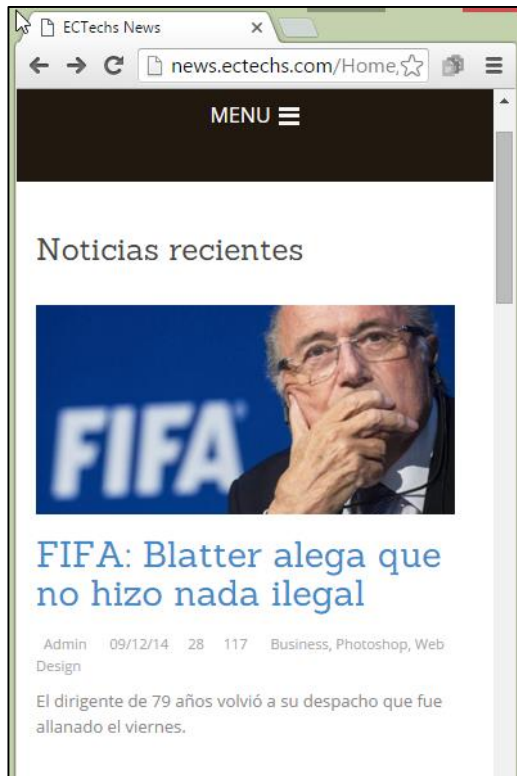 ECTechs News
news.ectechs.com/Home,
MENU
Noticias recientes
FIFA
FIFA: Blatter alega que
no hizo nada ilegal
Admin 09/12/14 28 117 Business, Photoshop, Web
Design
El dirigente de 79 años volvió a su despacho que fue
allanado el viernes.